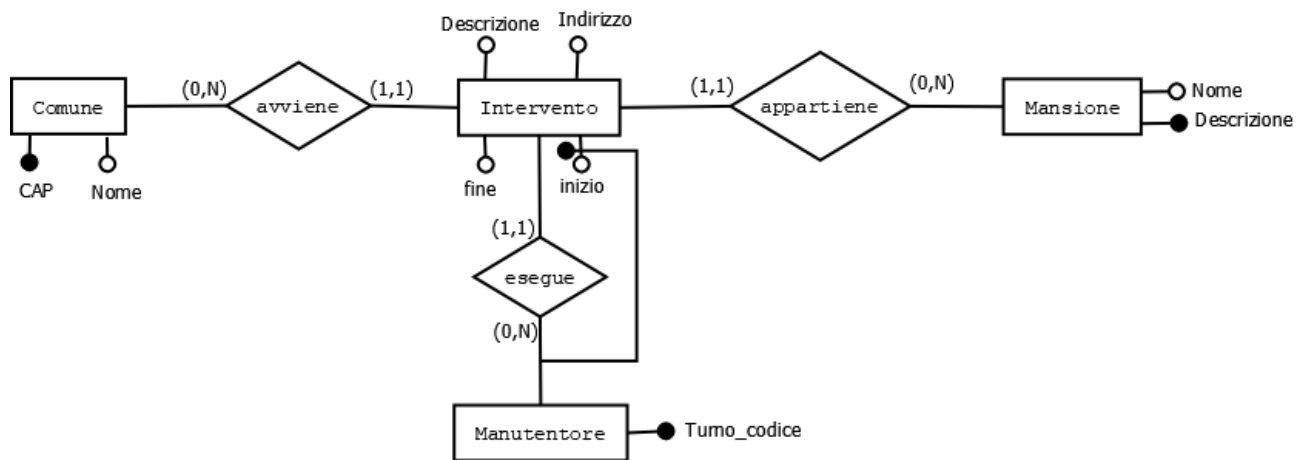 Descrizione
Indirizzo
(0,N)
(1,1)
(1,1)
(0,N)
Comune
avviene
Intervento
appartiene
Mansione
Nome
Descrizione
CAP
Nome
fine
inizio
(1,1)
esegue
(0,N)
Manutentore
Turno_codice